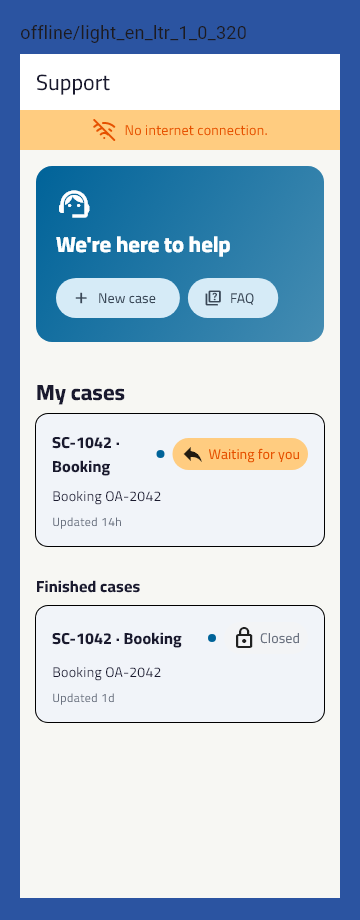 offline/light_en_ltr_1_0_320
Support
No internet connection.
We're here to help
New case
FAQ
My cases
SC-1042 ·
Booking
Waiting for you
Booking OA-2042
Updated 14h
Finished cases
SC-1042 · Booking
Closed
Booking OA-2042
Updated 1d